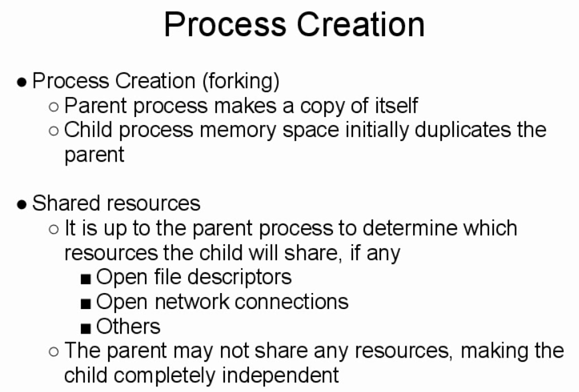 Process Creation
● Process Creation (forking)
○ Parent process makes a copy of itself
○ Child process memory space initially duplicates the
parent
● Shared resources
○ It is up to the parent process to determine which
resources the child will share, if any
■ Open file descriptors
■ Open network connections
■ Others
○ The parent may not share any resources, making the
child completely independent